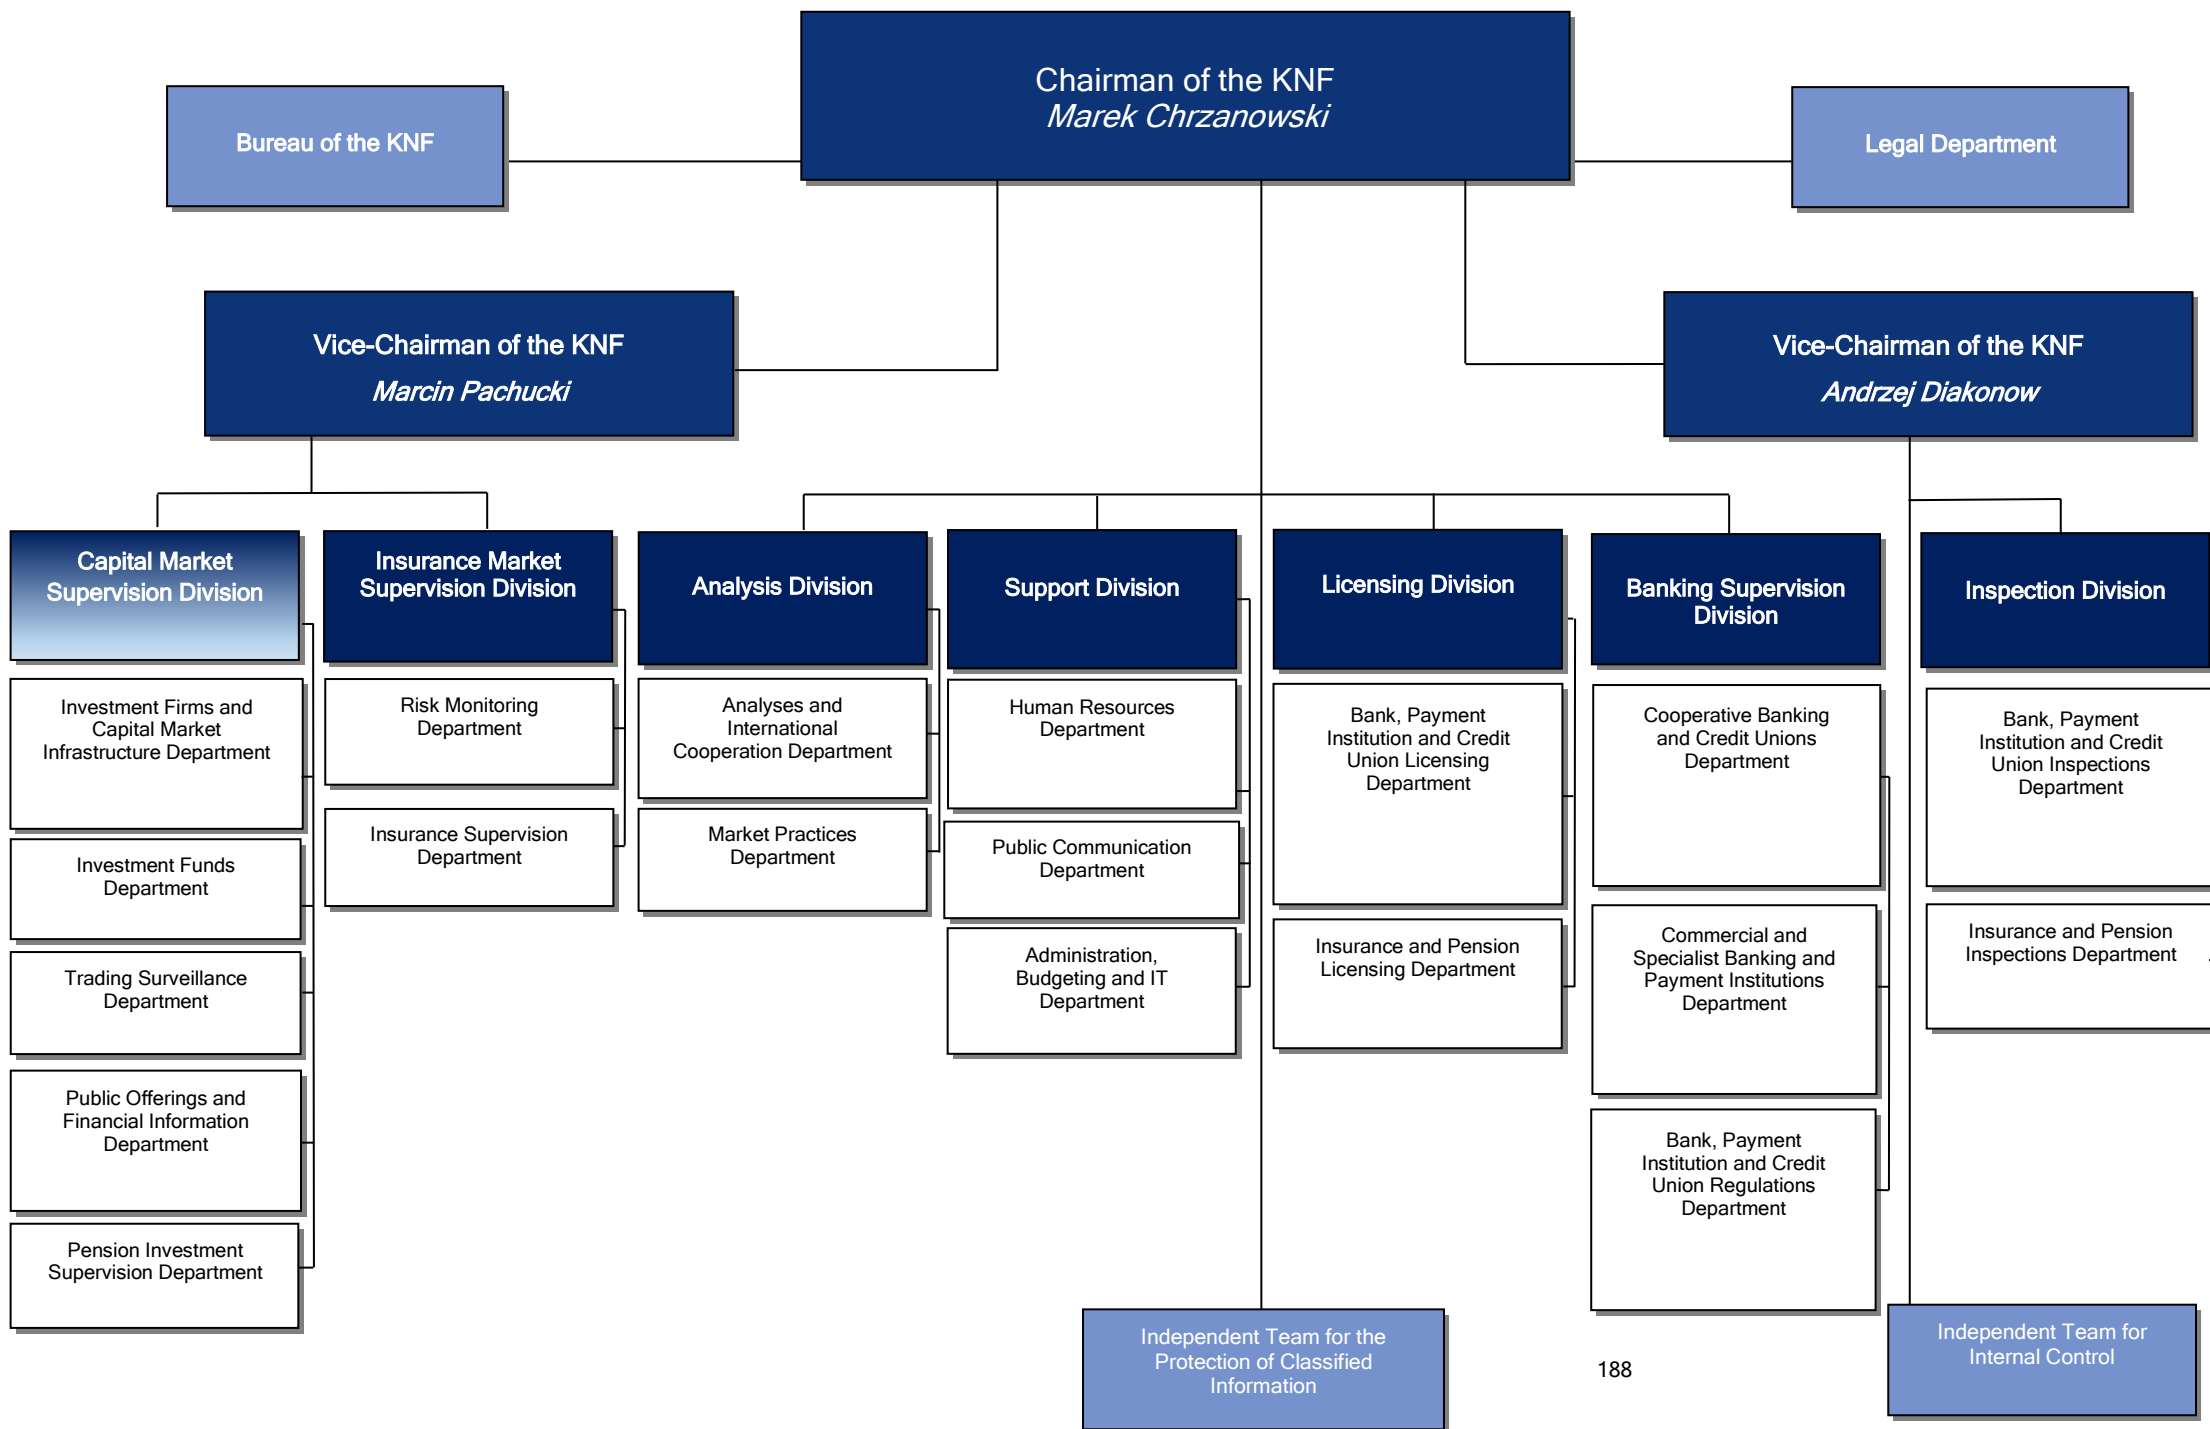 Chairman of the KNF
Marek Chrzanowski
Bureau of the KNF
Legal Department
Vice-Chairman of the KNF
Marcin Pachucki
Vice-Chairman of the KNF
Andrzej Diakonow
Capital Market
Supervision Division
Insurance Market
Supervision Division
Analysis Division
Support Division
Licensing Division
Banking Supervision
Division
Inspection Division
Investment Firms and
Capital Market
Infrastructure Department
Investment Funds
Department
Trading Surveillance
Department
Public Offerings and
Financial Information
Department
Pension Investment
Supervision Department
Risk Monitoring
Department
Insurance Supervision
Department
Analyses and
International
Cooperation Department
Market Practices
Department
Human Resources
Department
Public Communication
Department
Administration,
Budgeting and IT
Department
Bank, Payment
Institution and Credit
Union Licensing
Department
Insurance and Pension
Licensing Department
Cooperative Banking
and Credit Unions
Department
Commercial and
Specialist Banking and
Payment Institutions
Department
Bank, Payment
Institution and Credit
Union Regulations
Department
Bank, Payment
Institution and Credit
Union Inspections
Department
Insurance and Pension
Inspections Department
Independent Team for the
Protection of Classified
Information
Independent Team for
Internal Control
188